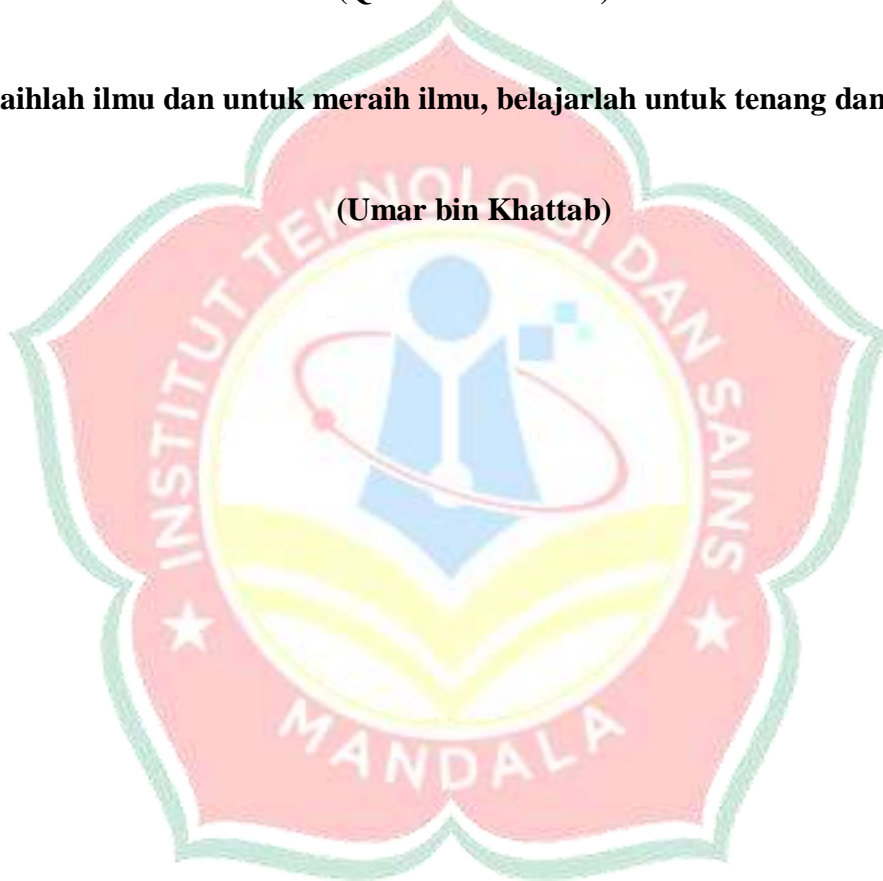 aihlah ilmu dan untuk meraih ilmu, belajarlah untuk tenang dan
(Umar bin Khattab)
INSTITUT TEKNOLOGI DAN SAINS
MANDALA